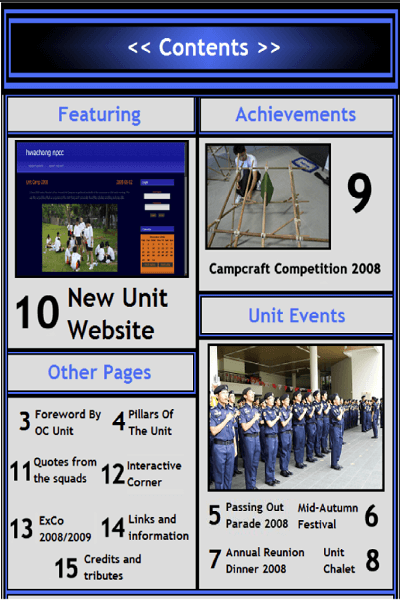 << Contents >>
Featuring
hwachong npcc
10
New Unit
Website
Achievements
9
Campcraft Competition 2008
Other Pages
3 Foreword By
OC Unit
4 Pillars Of
The Unit
11 Quotes from
the squads
12 Interactive
Corner
13 ExCo
2008/2009
14 Links and
information
15 Credits and
tributes
Unit Events
5 Passing Out
Parade 2008
Mid-Autumn
Festival 6
7 Annual Reunion
Dinner 2008
Unit
Chalet 8